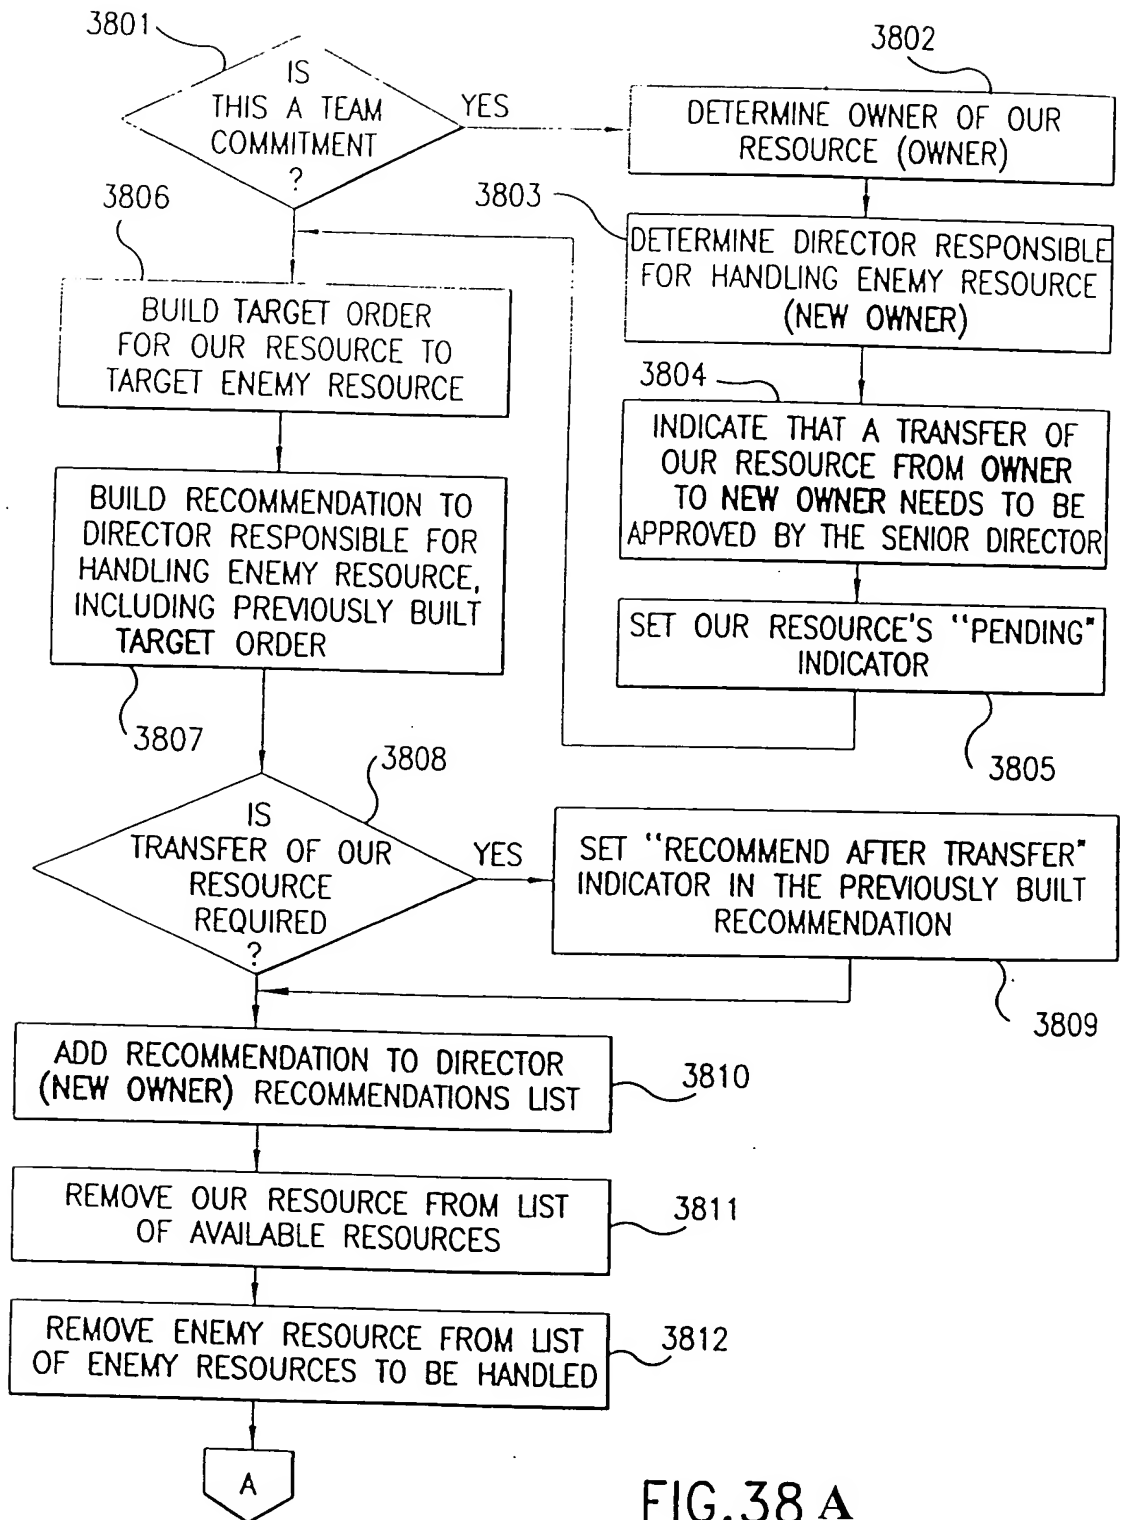 3801
IS
THIS A TEAM
COMMITMENT
?
YES
3802
DETERMINE OWNER OF OUR
RESOURCE (OWNER)
3803
DETERMINE DIRECTOR RESPONSIBLE
FOR HANDLING ENEMY RESOURCE
(NEW OWNER)
3804
INDICATE THAT A TRANSFER OF
OUR RESOURCE FROM OWNER
TO NEW OWNER NEEDS TO BE
APPROVED BY THE SENIOR DIRECTOR
SET OUR RESOURCE'S "PENDING"
INDICATOR
3805
3806
BUILD TARGET ORDER
FOR OUR RESOURCE TO
TARGET ENEMY RESOURCE
BUILD RECOMMENDATION TO
DIRECTOR RESPONSIBLE FOR
HANDLING ENEMY RESOURCE,
INCLUDING PREVIOUSLY BUILT
TARGET ORDER
3807
3808
IS
TRANSFER OF OUR
RESOURCE
REQUIRED
?
YES
SET "RECOMMEND AFTER TRANSFER"
INDICATOR IN THE PREVIOUSLY BUILT
RECOMMENDATION
3809
ADD RECOMMENDATION TO DIRECTOR
(NEW OWNER) RECOMMENDATIONS LIST
3810
REMOVE OUR RESOURCE FROM LIST
OF AVAILABLE RESOURCES
3811
REMOVE ENEMY RESOURCE FROM LIST
OF ENEMY RESOURCES TO BE HANDLED
3812
A
FIG.38 A